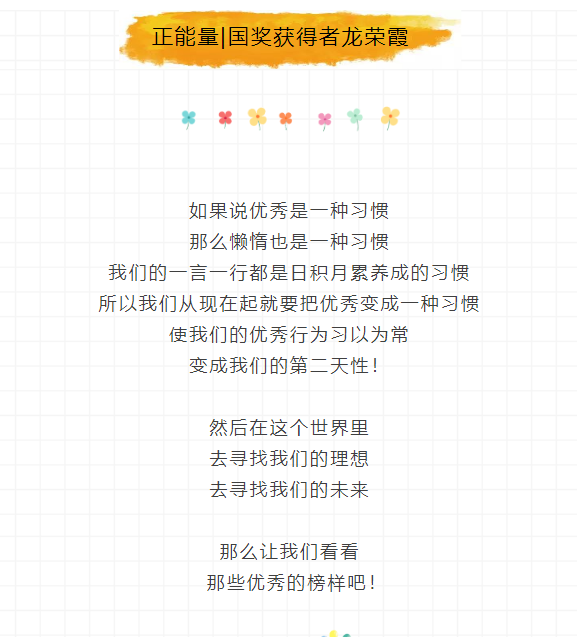 正能量|国奖获得者龙荣霞
如果说优秀是一种习惯
那么懒惰也是一种习惯
我们的一言一行都是日积月累养成的习惯
所以我们从现在起就要把优秀变成一种习惯
使我们的优秀行为习以为常
变成我们的第二天性！
然后在这个世界里
去寻找我们的理想
去寻找我们的未来
那么让我们看看
那些优秀的榜样吧！